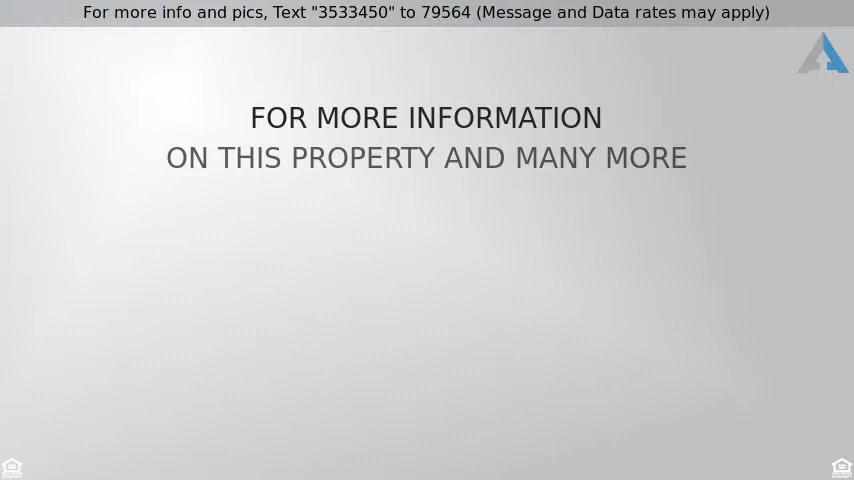 For more info and pics, Text "3533450" to 79564 (Message and Data rates may apply)
FOR MORE INFORMATION
ON THIS PROPERTY AND MANY MORE